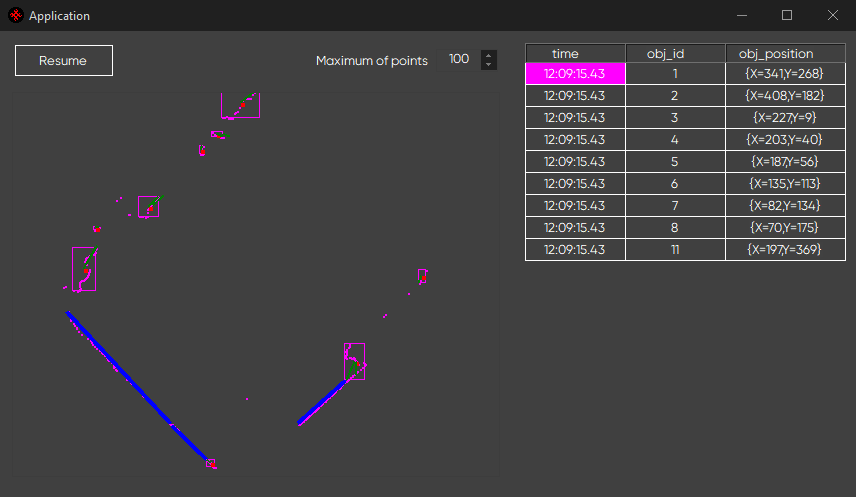 Application
Resume
Maximum of points 100
time obj_id obj_position
12:09:15.43 1 {X=341,Y=268}
12:09:15.43 2 {X=408,Y=182}
12:09:15.43 3 {X=227,Y=9}
12:09:15.43 4 {X=203,Y=40}
12:09:15.43 5 {X=187,Y=56}
12:09:15.43 6 {X=135,Y=113}
12:09:15.43 7 {X=82,Y=134}
12:09:15.43 8 {X=70,Y=175}
12:09:15.43 11 {X=197,Y=369}